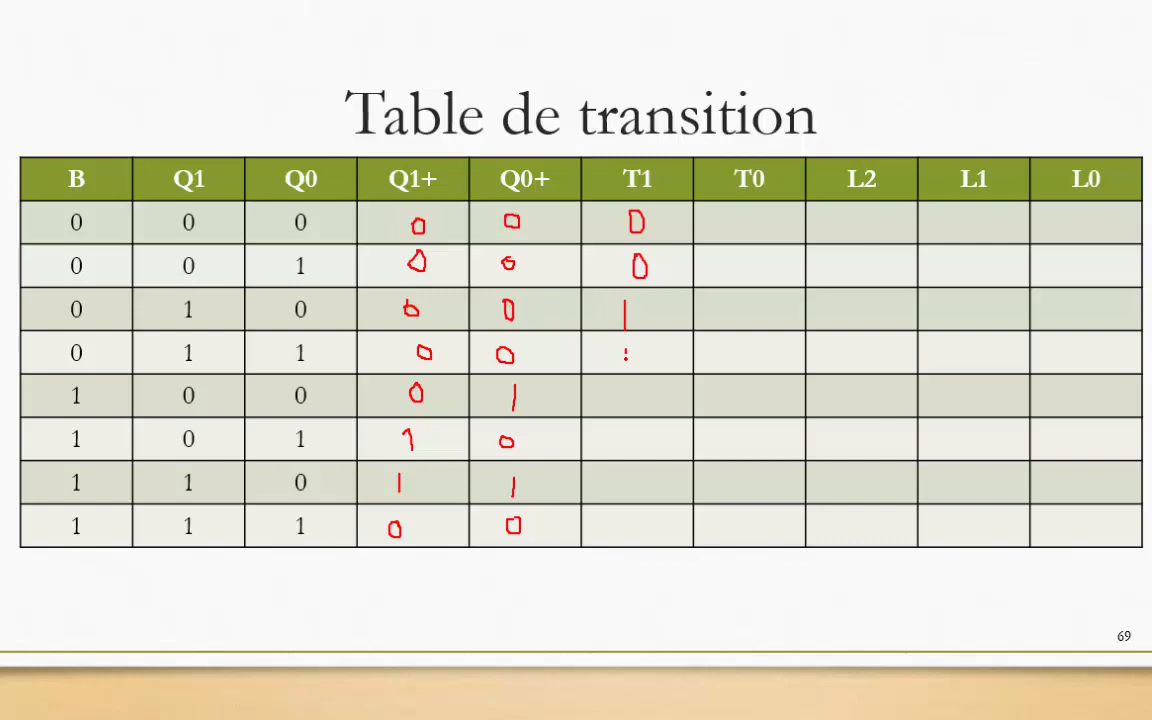 Table de transition
B Q1 Q0 Q1+ Q0+ T1 T0 L2 L1 L0
0 0 0 0 0 0
0 0 1 0 0 0
0 1 0 0 0 1
0 1 1 0 0
1 0 0 0 1
1 0 1 1 0
1 1 0 1 1
1 1 1 0 0
69